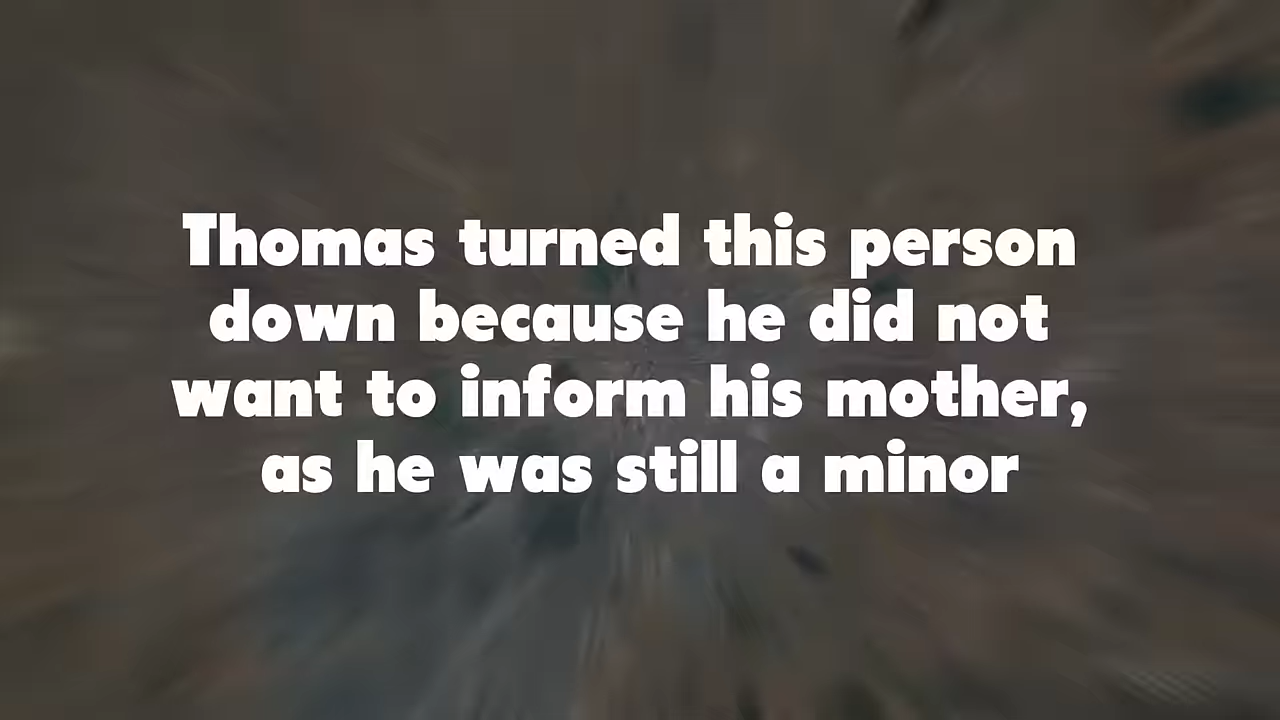 Thomas turned this person
down because he did not
want to inform his mother,
as he was still a minor